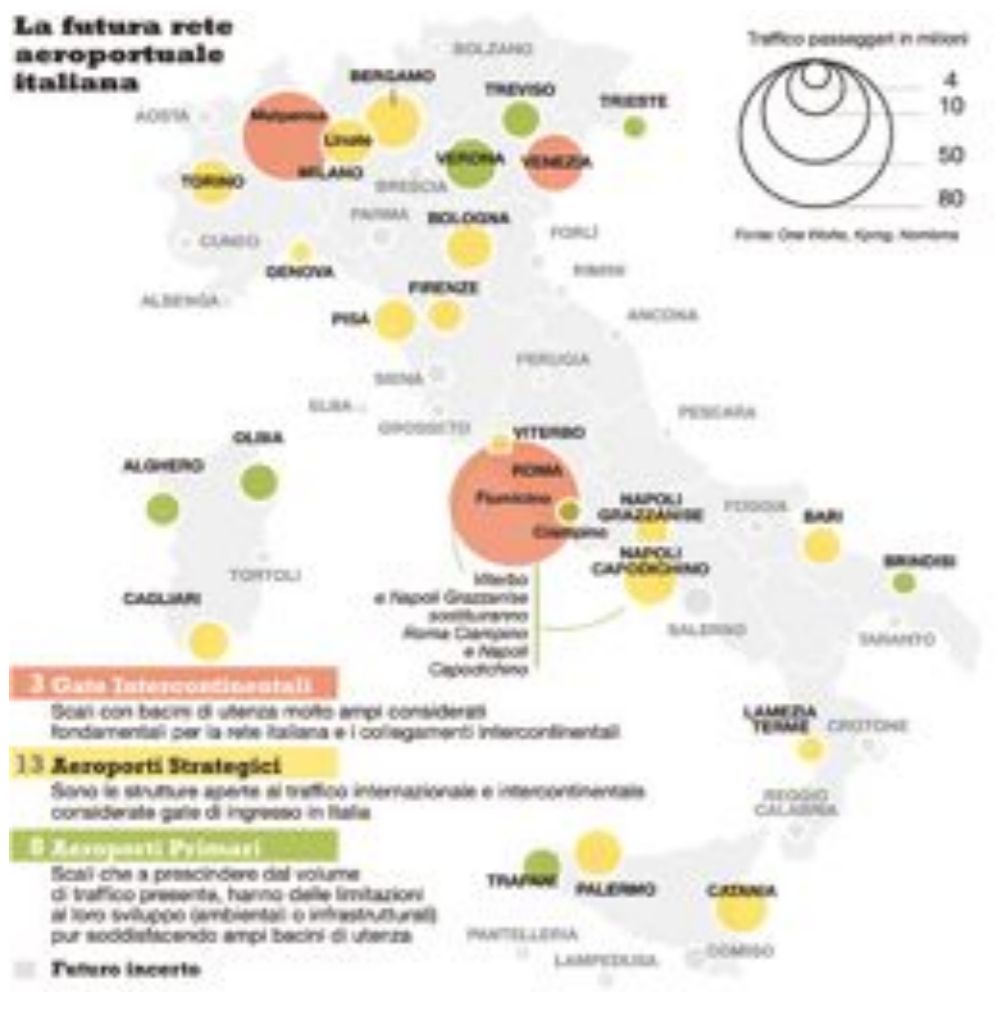 La futura rete
aeroportuale
italiana
Traffico passeggeri in milioni
4
10
50
80
Fonte: One Works, Kpmg, Nomisma
BOLZANO
BERGAMO
TREVISO
TRIESTE
AOSTA
Malpensa
Linate
MILANO
VERONA
VENEZIA
TORINO
BRESCIA
PARMA
BOLOGNA
CUNEO
FORLÌ
GENOVA
RIMINI
ALBENGA
FIRENZE
PISA
ANCONA
PERUGIA
SIENA
ELBA
GROSSETO
PESCARA
VITERBO
ROMA
Fiumicino
Ciampino
OLBIA
ALGHERO
NAPOLI
GRAZZANISE
FOGGIA
BARI
NAPOLI
CAPODICHINO
BRINDISI
TORTOLI
CAGLIARI
Viterbo
e Napoli Grazzanise
sostituiranno
Roma Ciampino
e Napoli
Capodichino
SALERNO
TARANTO
3 Gate Intercontinentali
Scali con bacini di utenza molto ampi considerati
fondamentali per la rete italiana e i collegamenti intercontinentali
LAMEZIA
TERME
CROTONE
13 Aeroporti Strategici
Sono le strutture aperte al traffico internazionale e intercontinentale
considerate gate di ingresso in Italia
REGGIO
CALABRIA
8 Aeroporti Primari
Scali che a prescindere dal volume
di traffico presente, hanno delle limitazioni
al loro sviluppo (ambientali o infrastrutturali)
pur soddisfacendo ampi bacini di utenza
TRAPANI
PALERMO
CATANIA
PANTELLERIA
LAMPEDUSA
COMISO
Futuro incerto